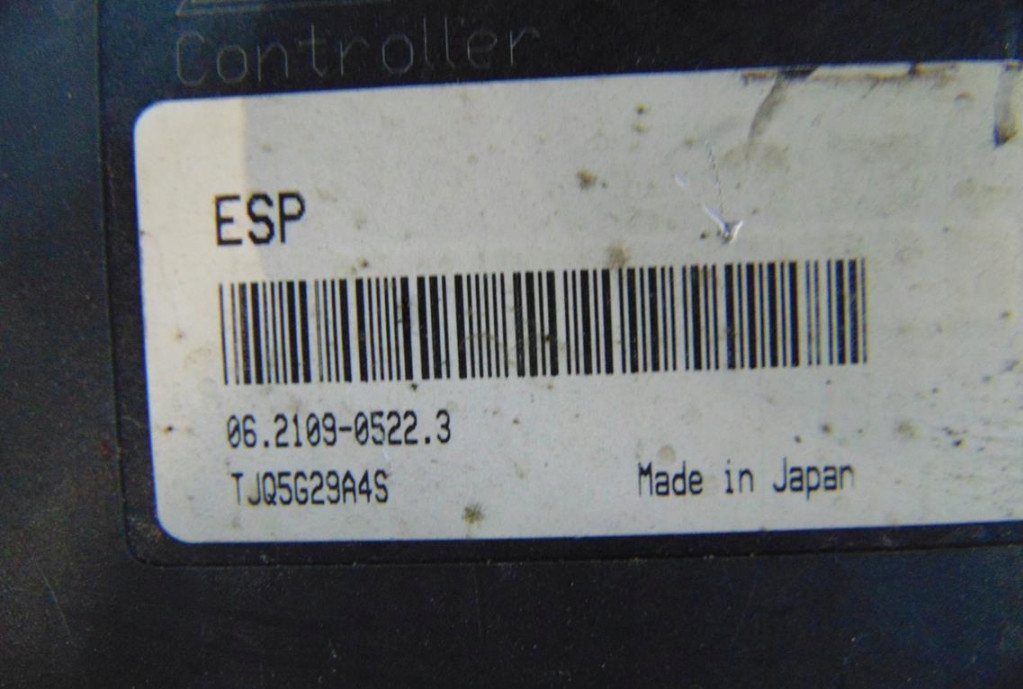 Controller
ESP
06.2109-0522.3
TJQ5G29A4S
Made in Japan